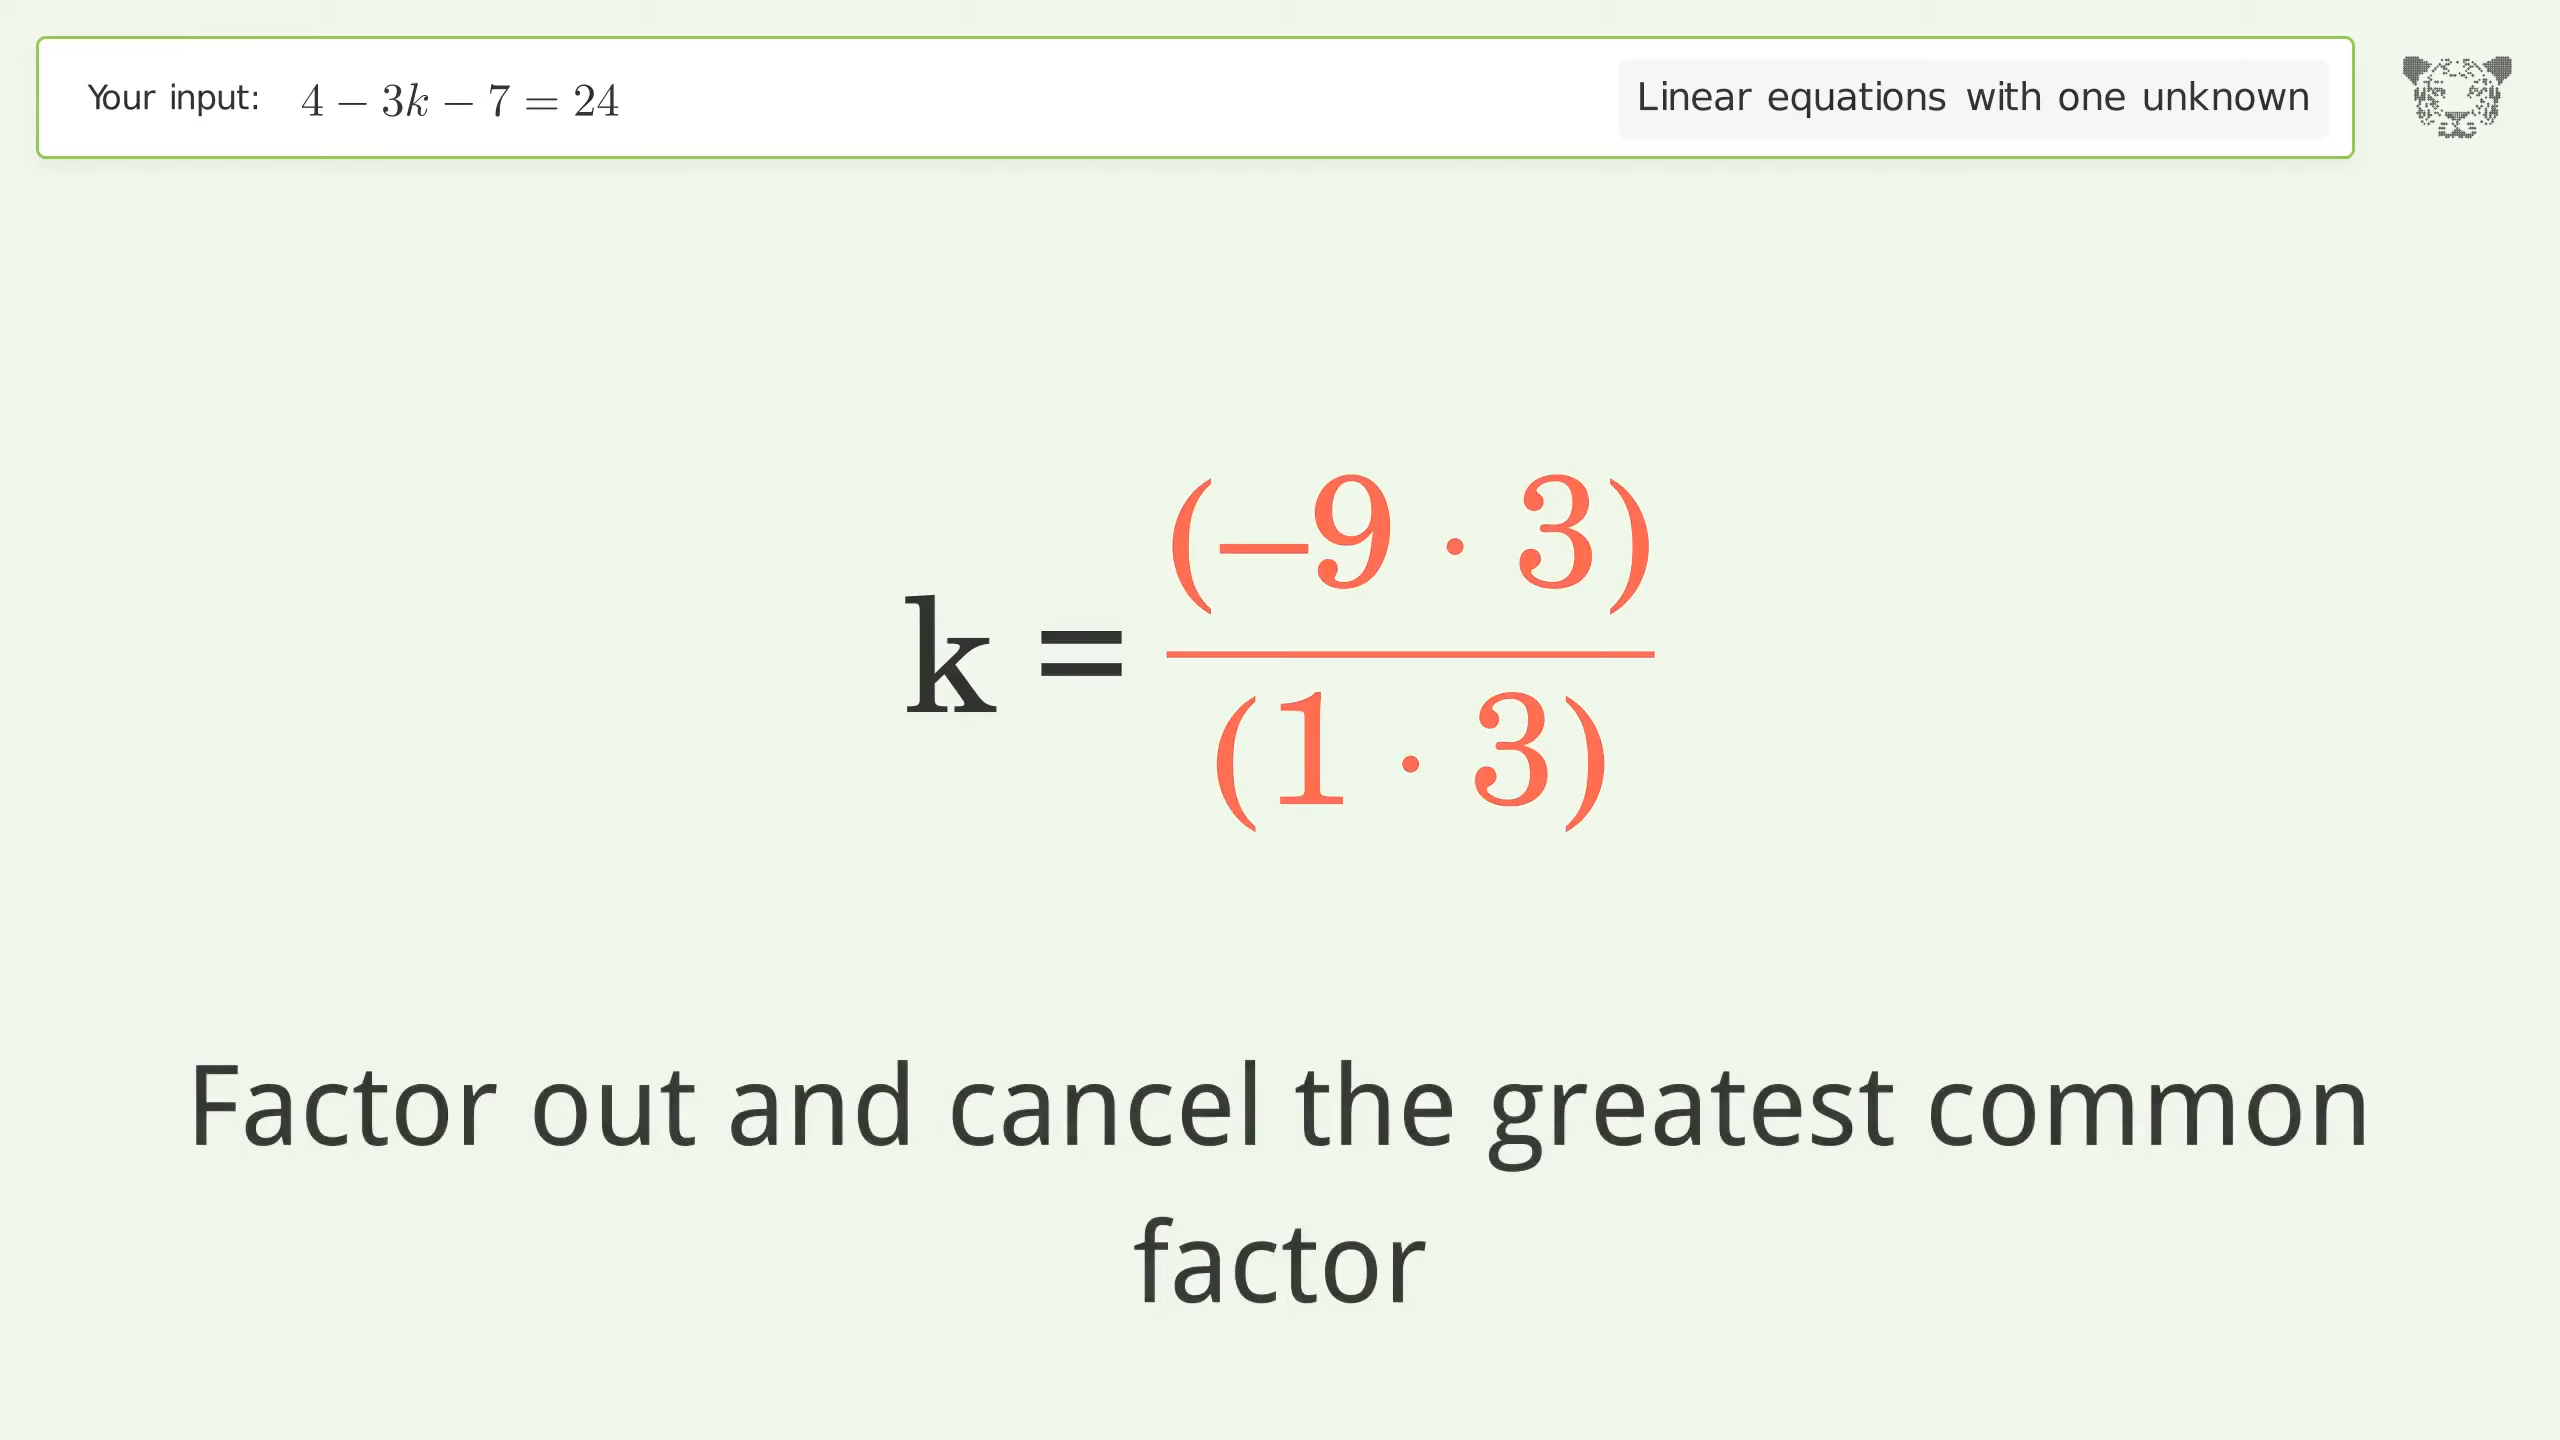 Your input: 4 − 3k − 7 = 24
Linear equations with one unknown
k = (−9 · 3) / (1 · 3)
Factor out and cancel the greatest common
factor